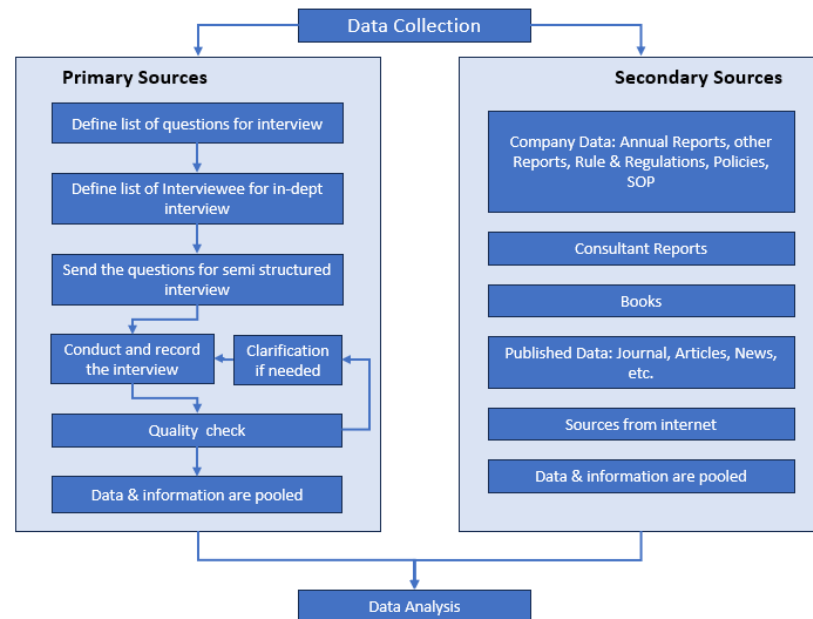 Data Collection
Primary Sources
Define list of questions for interview
Define list of Interviewee for in-dept
interview
Send the questions for semi structured
interview
Conduct and record
the interview
Clarification
if needed
Quality check
Data & information are pooled
Secondary Sources
Company Data: Annual Reports, other
Reports, Rule & Regulations, Policies,
SOP
Consultant Reports
Books
Published Data: Journal, Articles, News,
etc.
Sources from internet
Data & information are pooled
Data Analysis